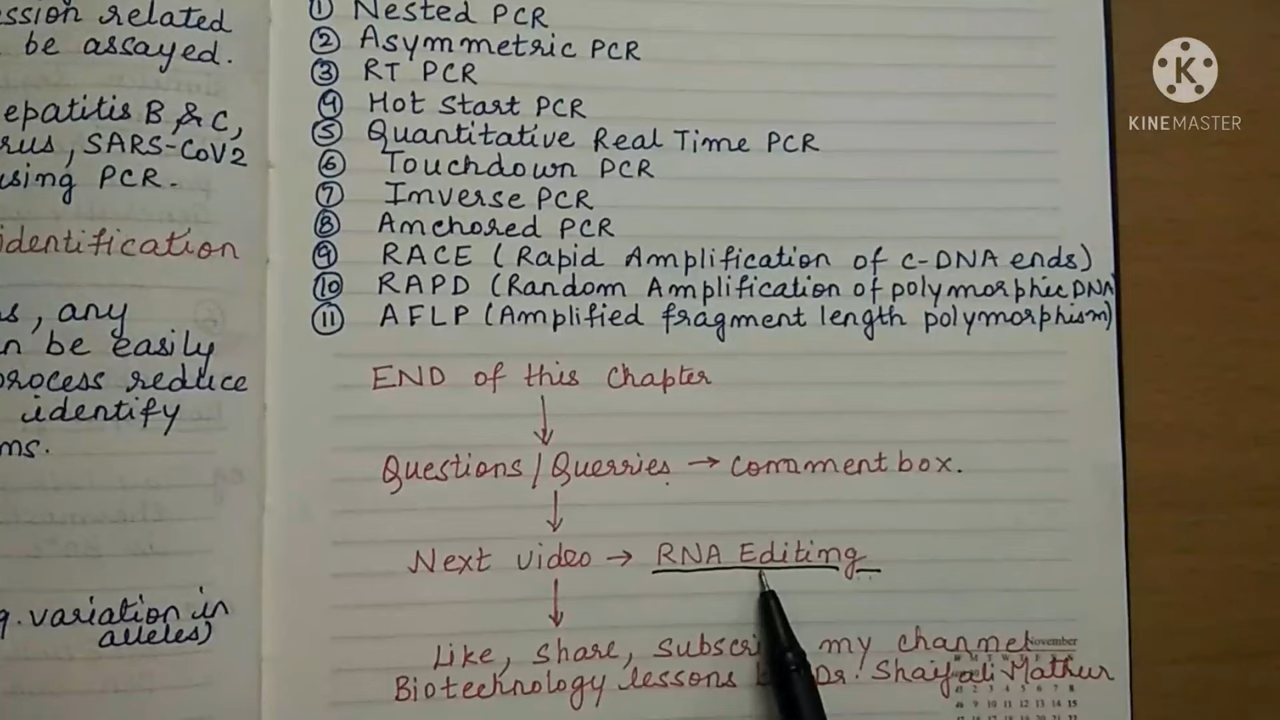 ession related
be assayed.
epatitis B & C,
rus, SARS-CoV2
using PCR.
identification
s, any
n be easily
process reduce
identify
ms.
g. variation in
alleles)
① Nested PCR
② Asymmetric PCR
③ RT PCR
④ Hot Start PCR
⑤ Quantitative Real Time PCR
⑥ Touchdown PCR
⑦ Inverse PCR
⑧ Anchored PCR
⑨ RACE (Rapid Amplification of c-DNA ends)
⑩ RAPD (Random Amplification of polymorphic DNA
⑪ AFLP (Amplified fragment length polymorphism)
END of this chapter
Questions/Querries → comment box.
Next video → RNA Editing
Like, share, subscri my channel
Biotechnology lessons Dr. Shaifali Mathur
November
K
KINEMASTER